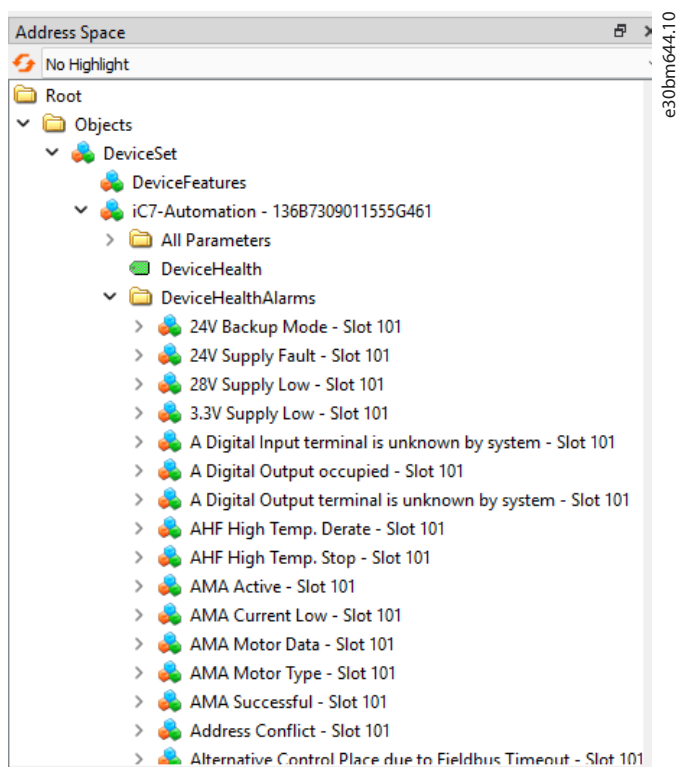 Address Space
No Highlight
Root
Objects
DeviceSet
DeviceFeatures
iC7-Automation - 136B7309011555G461
All Parameters
DeviceHealth
DeviceHealthAlarms
24V Backup Mode - Slot 101
24V Supply Fault - Slot 101
28V Supply Low - Slot 101
3.3V Supply Low - Slot 101
A Digital Input terminal is unknown by system - Slot 101
A Digital Output occupied - Slot 101
A Digital Output terminal is unknown by system - Slot 101
AHF High Temp. Derate - Slot 101
AHF High Temp. Stop - Slot 101
AMA Active - Slot 101
AMA Current Low - Slot 101
AMA Motor Data - Slot 101
AMA Motor Type - Slot 101
AMA Successful - Slot 101
Address Conflict - Slot 101
Alternative Control Place due to Fieldbus Timeout - Slot 101
e30bm644.10